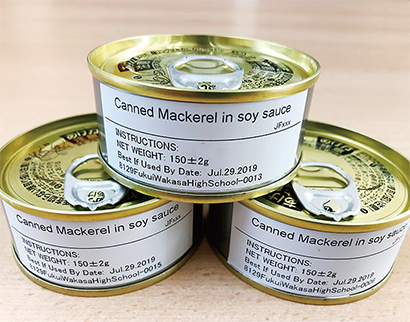 Canned Mackerel in soy sauce
JFxxx
INSTRUCTIONS:
NET WEIGHT: 150±2g
Best If Used By Date: Jul.29.2019
8129FukuiWakasaHighSchool-0013
Canned Mackerel in soy sauce
JFxxx
INSTRUCTIONS:
NET WEIGHT: 150±2g
Best If Used By Date: Jul.29.2019
8129FukuiWakasaHighSchool-0015
Canned Mackerel in soy sauce
JFxxx
INSTRUCTIONS:
NET WEIGHT: 150±2g
Best If Used By Date: Jul.29.2019
8129FukuiWakasaHighSchool